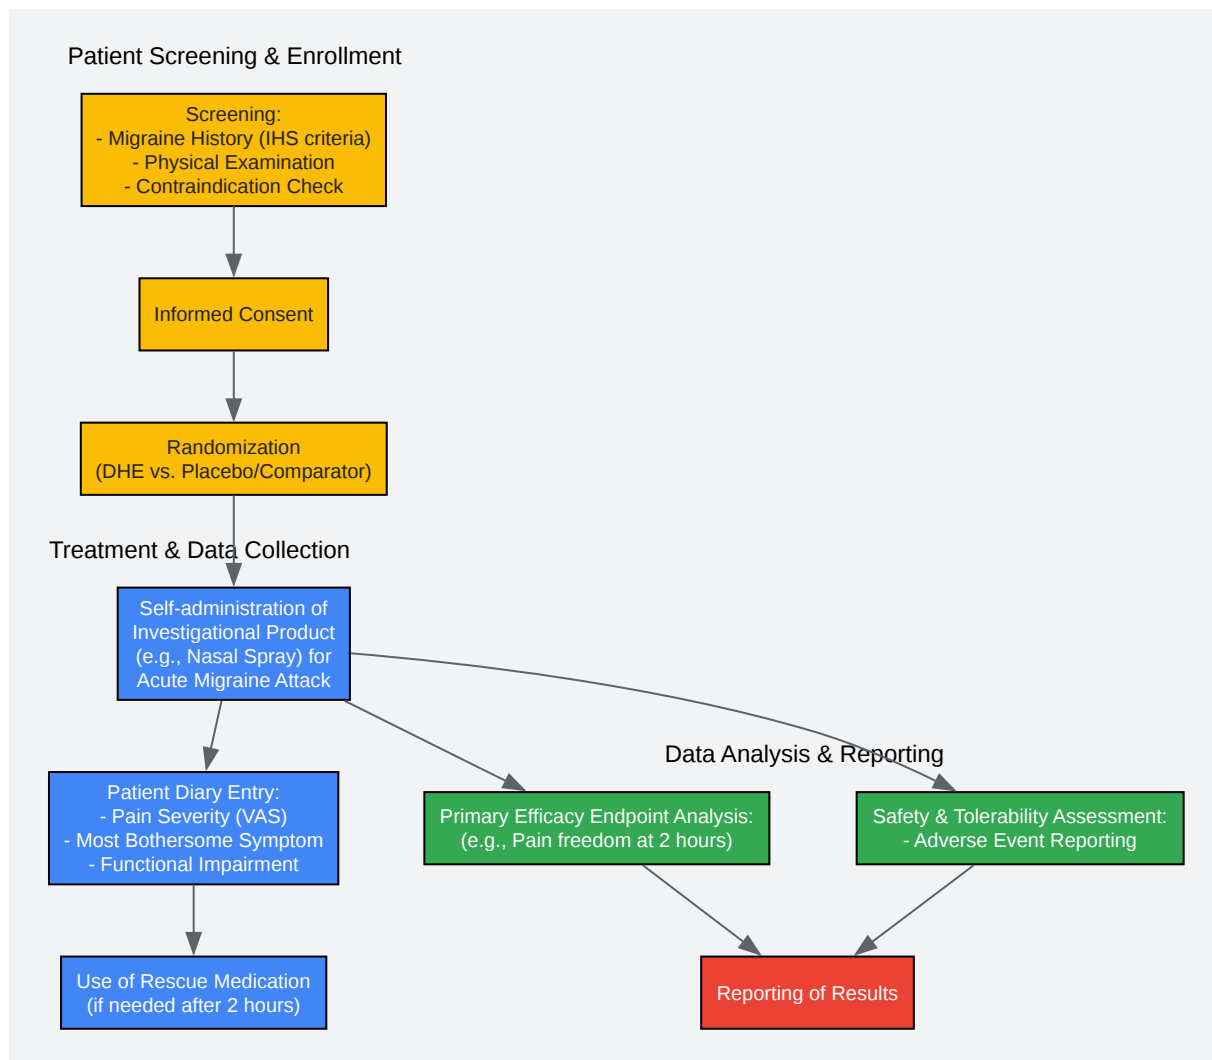 Patient Screening & Enrollment
Screening:
- Migraine History (IHS criteria)
- Physical Examination
- Contraindication Check
Informed Consent
Randomization
(DHE vs. Placebo/Comparator)
Treatment & Data Collection
Self-administration of
Investigational Product
(e.g., Nasal Spray) for
Acute Migraine Attack
Patient Diary Entry:
- Pain Severity (VAS)
- Most Bothersome Symptom
- Functional Impairment
Use of Rescue Medication
(if needed after 2 hours)
Data Analysis & Reporting
Primary Efficacy Endpoint Analysis:
(e.g., Pain freedom at 2 hours)
Safety & Tolerability Assessment:
- Adverse Event Reporting
Reporting of Results